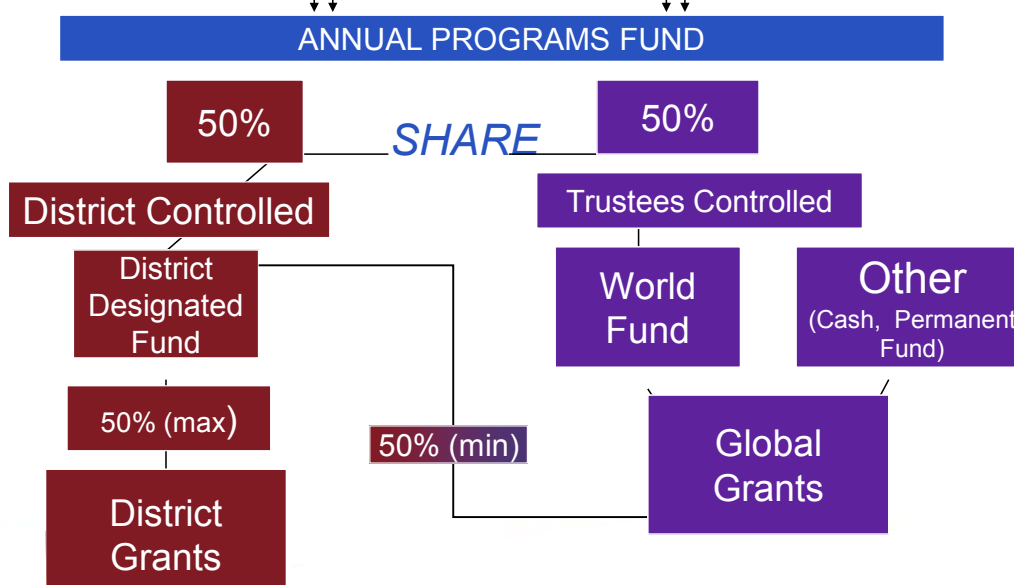 ANNUAL PROGRAMS FUND
50%
SHARE
50%
District Controlled
Trustees Controlled
District
Designated
Fund
World
Fund
Other
(Cash, Permanent
Fund)
50% (max)
50% (min)
Global
Grants
District
Grants